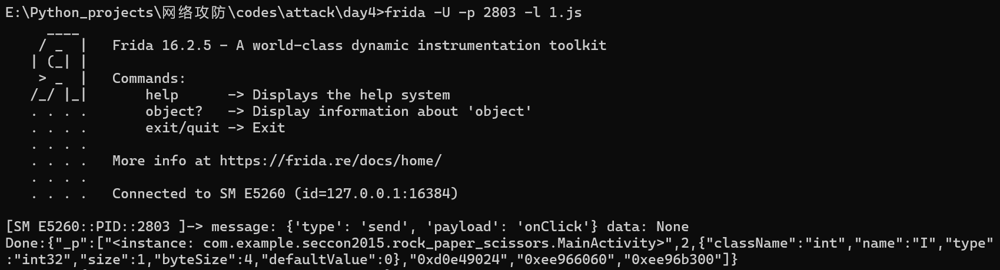 E:\Python_projects\网络攻防\codes\attack\day4>frida -U -p 2803 -l 1.js
     ____
    / _  |   Frida 16.2.5 - A world-class dynamic instrumentation toolkit
   | (_| |
    > _  |   Commands:
   /_/ |_|       help      -> Displays the help system
   . . . .       object?   -> Display information about 'object'
   . . . .       exit/quit -> Exit
   . . . .
   . . . .   More info at https://frida.re/docs/home/
   . . . .
   . . . .   Connected to SM E5260 (id=127.0.0.1:16384)
[SM E5260::PID::2803 ]-> message: {'type': 'send', 'payload': 'onClick'} data: None
Done:{"_p":["<instance: com.example.seccon2015.rock_paper_scissors.MainActivity>",2,{"className":"int","name":"I","type"
:"int32","size":1,"byteSize":4,"defaultValue":0},"0xd0e49024","0xee966060","0xee96b300"]}